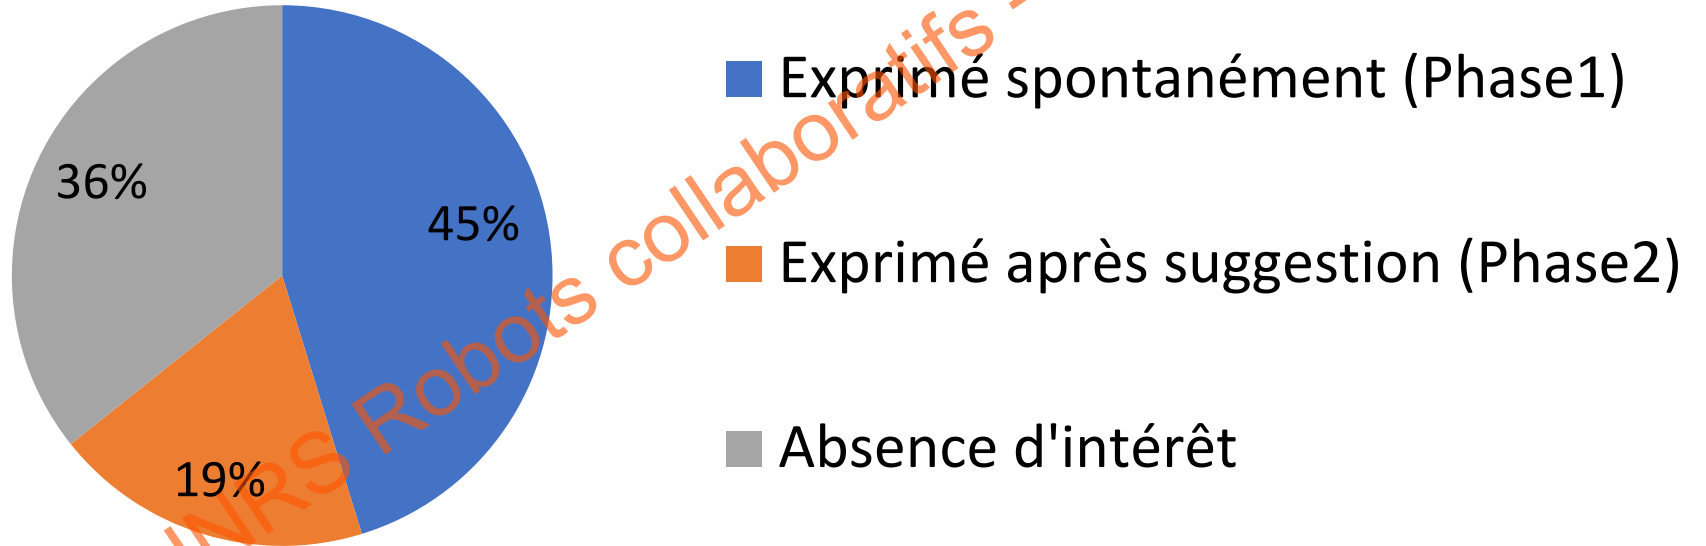 36%
45%
19%
Exprimé spontanément (Phase1)
Exprimé après suggestion (Phase2)
Absence d'intérêt
INRS Robots collaboratifs -